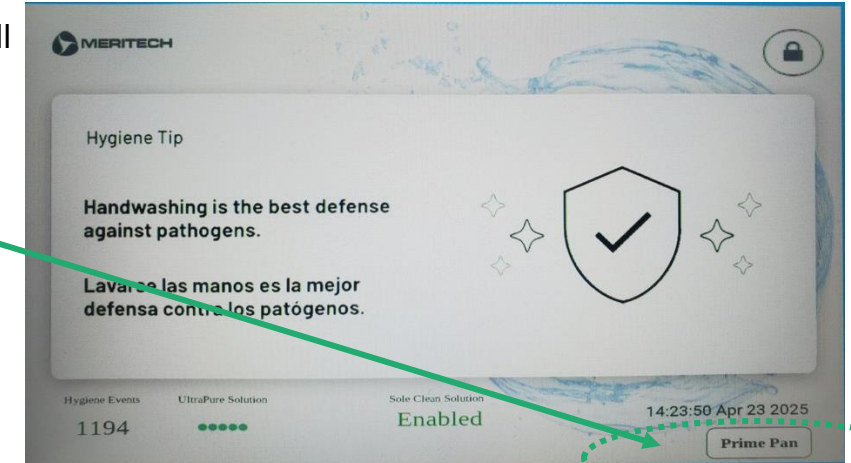 ll
MERITECH
Hygiene Tip
Handwashing is the best defense
against pathogens.
Lavarse las manos es la mejor
defensa contra los patógenos.
Hygiene Events
UltraPure Solution
Sole Clean Solution
1194
Enabled
14:23:50 Apr 23 2025
Prime Pan